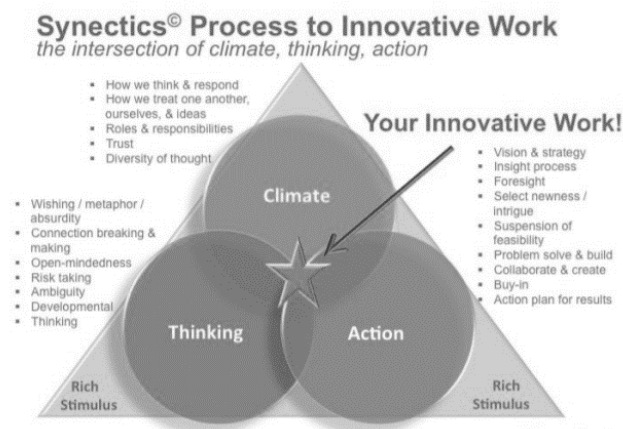 Synectics© Process to Innovative Work
the intersection of climate, thinking, action
▪ How we think & respond
▪ How we treat one another,
ourselves, & ideas
▪ Roles & responsibilities
▪ Trust
▪ Diversity of thought
Your Innovative Work!
▪ Vision & strategy
▪ Insight process
▪ Foresight
▪ Select newness /
intrigue
▪ Suspension of
feasibility
▪ Problem solve & build
▪ Collaborate & create
▪ Buy-in
▪ Action plan for results
Climate
▪ Wishing / metaphor /
absurdity
▪ Connection breaking &
making
▪ Open-mindedness
▪ Risk taking
▪ Ambiguity
▪ Developmental
▪ Thinking
Thinking
Action
Rich
Stimulus
Rich
Stimulus